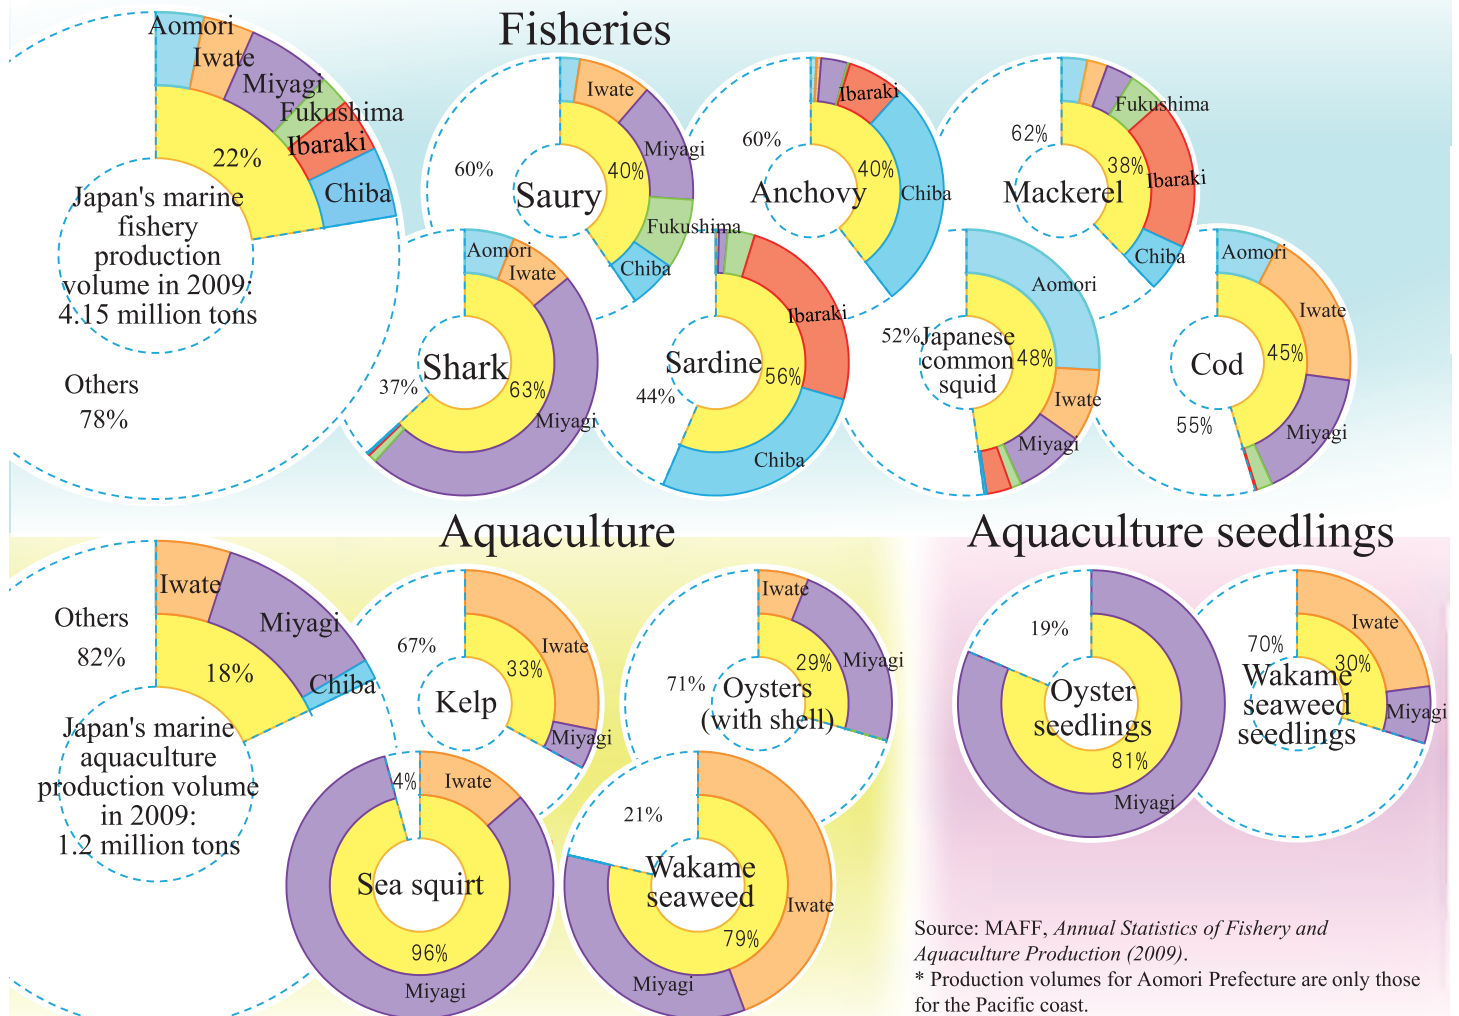 Fisheries
Aomori
Iwate
Miyagi
Fukushima
Ibaraki
Chiba
22%
Japan's marine
fishery
production
volume in 2009:
4.15 million tons
Others
78%
Iwate
Miyagi
Fukushima
Chiba
60%
40%
Saury
Ibaraki
Chiba
60%
40%
Anchovy
Fukushima
Ibaraki
Chiba
62%
38%
Mackerel
Aomori
Iwate
Miyagi
37%
63%
Shark
Ibaraki
Chiba
44%
56%
Sardine
Aomori
Iwate
Miyagi
52%
48%
Japanese
common
squid
Aomori
Iwate
Miyagi
55%
45%
Cod
Aquaculture
Iwate
Miyagi
Chiba
Others
82%
18%
Japan's marine
aquaculture
production volume
in 2009:
1.2 million tons
Iwate
Miyagi
67%
33%
Kelp
Iwate
Miyagi
71%
29%
Oysters
(with shell)
Iwate
4%
Sea squirt
96%
Miyagi
21%
Wakame
seaweed
Iwate
79%
Miyagi
Aquaculture seedlings
19%
Oyster
seedlings
81%
Miyagi
Iwate
70%
30%
Wakame
seaweed
seedlings
Miyagi
Source: MAFF, Annual Statistics of Fishery and
Aquaculture Production (2009).
* Production volumes for Aomori Prefecture are only those
for the Pacific coast.